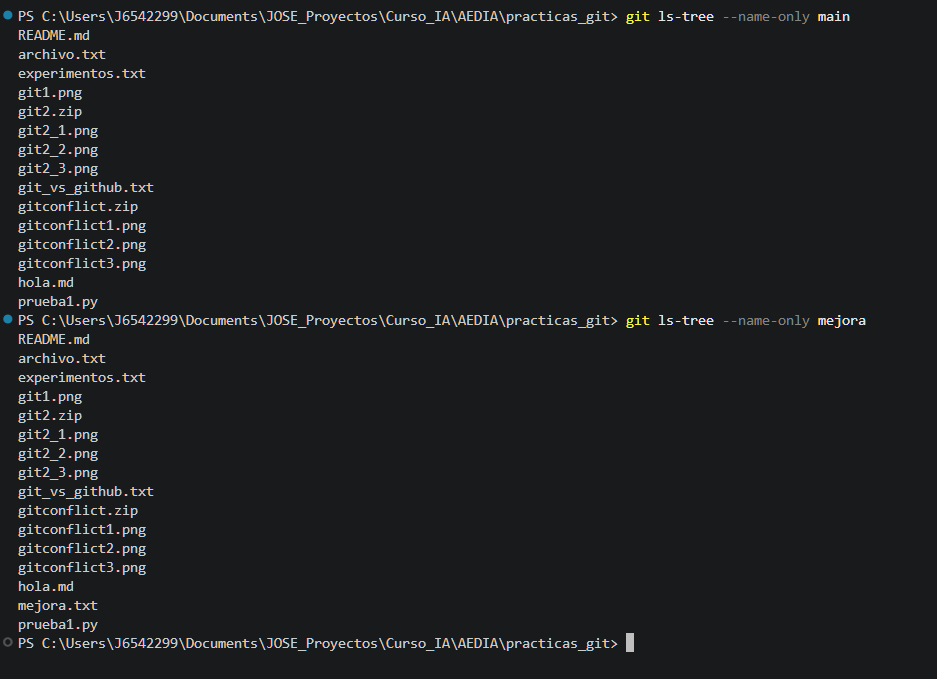 PS C:\Users\J6542299\Documents\JOSE_Proyectos\Curso_IA\AEDIA\practicas_git> git ls-tree --name-only main
README.md
archivo.txt
experimentos.txt
git1.png
git2.zip
git2_1.png
git2_2.png
git2_3.png
git_vs_github.txt
gitconflict.zip
gitconflict1.png
gitconflict2.png
gitconflict3.png
hola.md
prueba1.py
PS C:\Users\J6542299\Documents\JOSE_Proyectos\Curso_IA\AEDIA\practicas_git> git ls-tree --name-only mejora
README.md
archivo.txt
experimentos.txt
git1.png
git2.zip
git2_1.png
git2_2.png
git2_3.png
git_vs_github.txt
gitconflict.zip
gitconflict1.png
gitconflict2.png
gitconflict3.png
hola.md
mejora.txt
prueba1.py
PS C:\Users\J6542299\Documents\JOSE_Proyectos\Curso_IA\AEDIA\practicas_git>